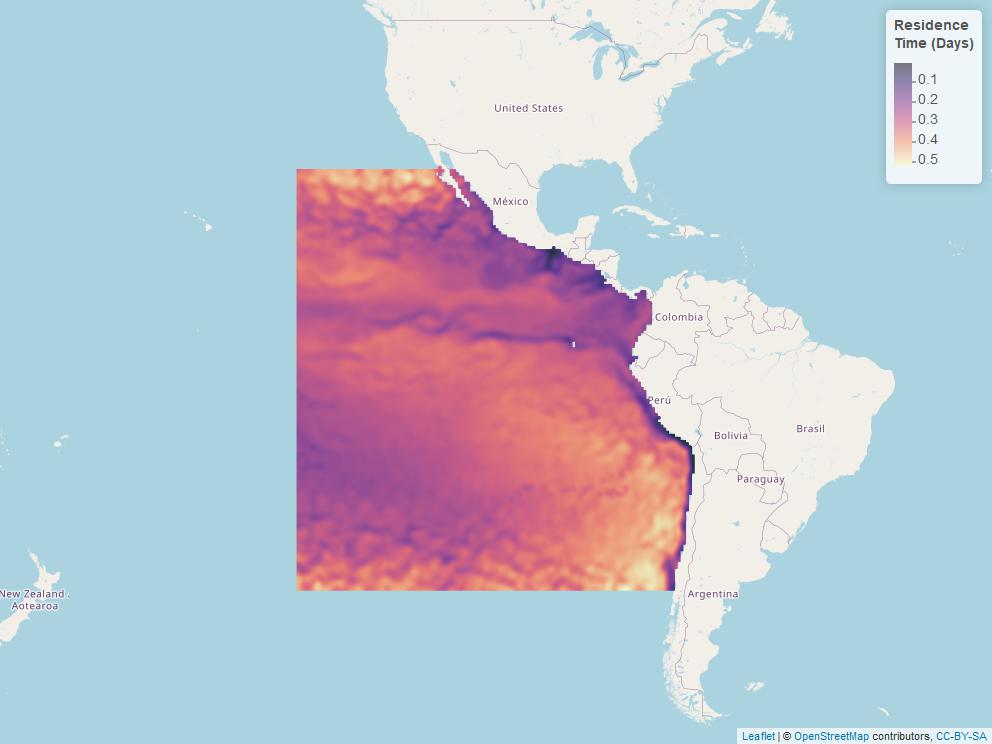 Residence
Time (Days)
0.1
0.2
0.3
0.4
0.5
United States
México
Colombia
Perú
Brasil
Bolivia
Paraguay
New Zealand
Aotearoa
Argentina
Leaflet | © OpenStreetMap contributors, CC-BY-SA